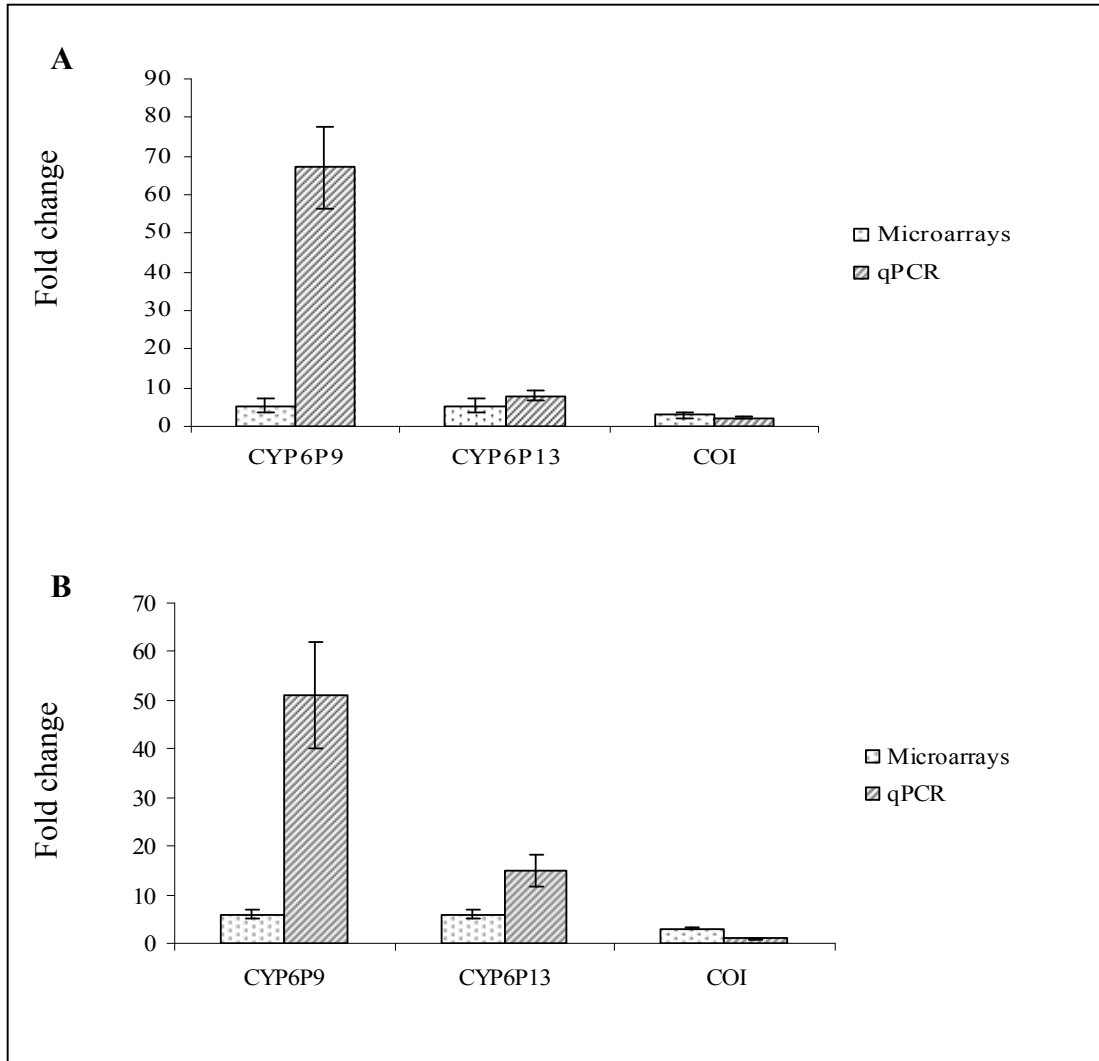 A
Fold change
90
80
70
60
50
40
30
20
10
0
CYP6P9
CYP6P13
COI
Microarrays
qPCR
B
Fold change
70
60
50
40
30
20
10
0
CYP6P9
CYP6P13
COI
Microarrays
qPCR